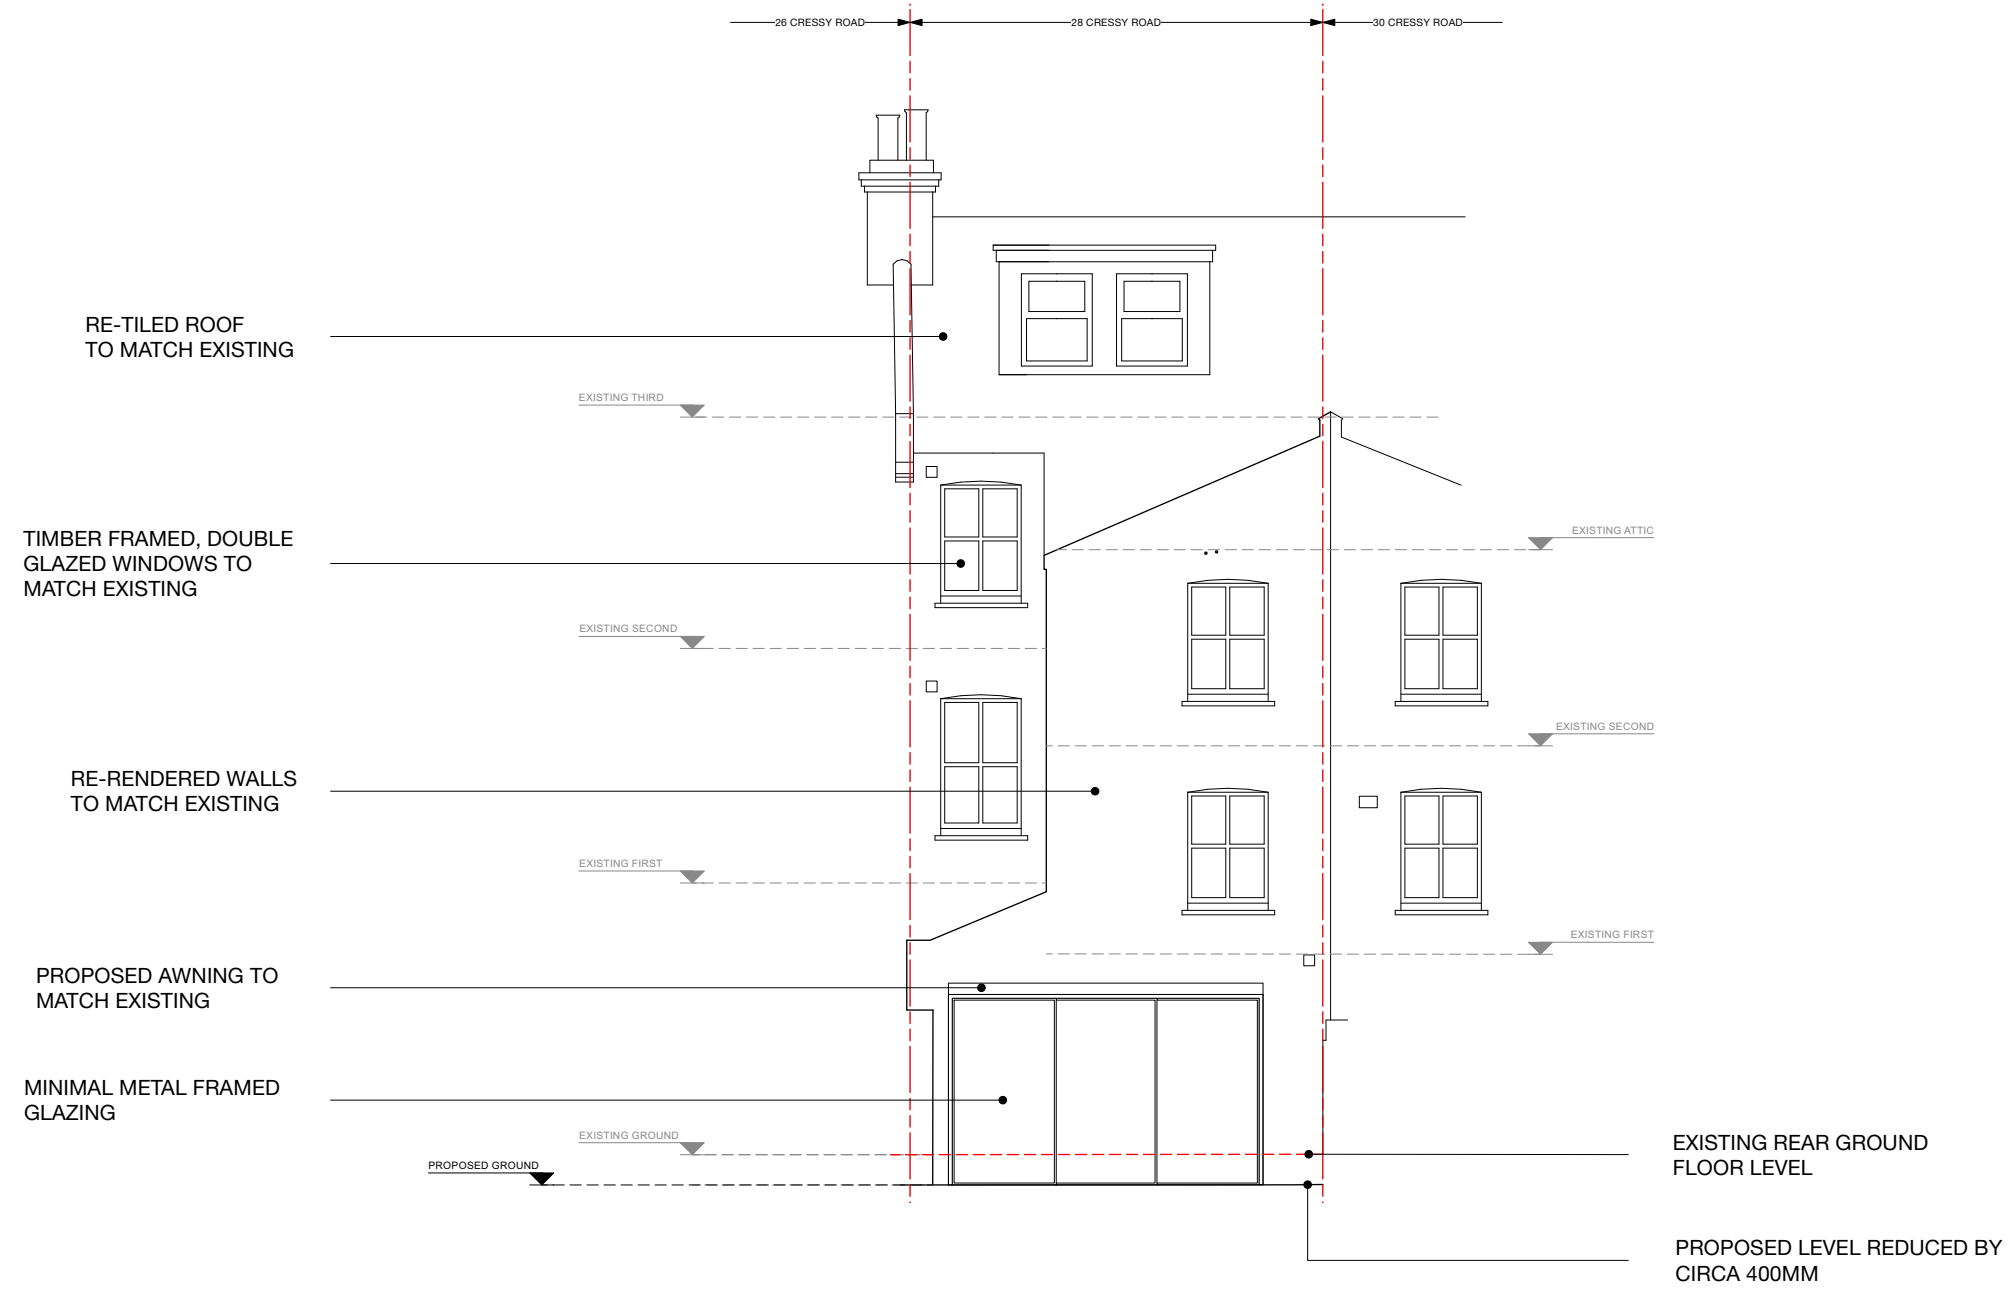 26 CRESSY ROAD
28 CRESSY ROAD
30 CRESSY ROAD
RE-TILED ROOF
TO MATCH EXISTING
EXISTING THIRD
TIMBER FRAMED, DOUBLE
GLAZED WINDOWS TO
MATCH EXISTING
EXISTING ATTIC
EXISTING SECOND
EXISTING SECOND
RE-RENDERED WALLS
TO MATCH EXISTING
EXISTING FIRST
EXISTING FIRST
PROPOSED AWNING TO
MATCH EXISTING
MINIMAL METAL FRAMED
GLAZING
EXISTING GROUND
PROPOSED GROUND
EXISTING REAR GROUND
FLOOR LEVEL
PROPOSED LEVEL REDUCED BY
CIRCA 400MM